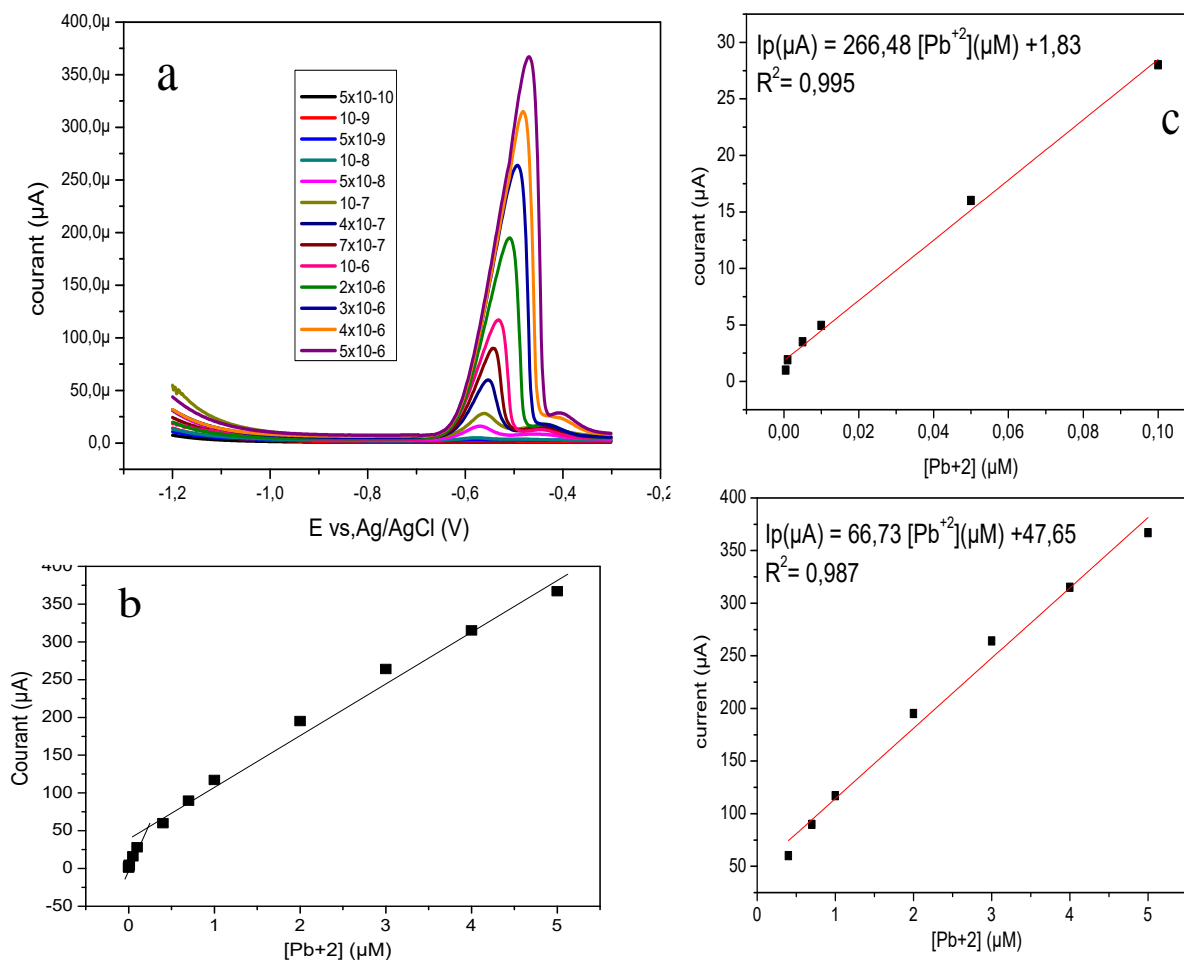 a
400,0µ
350,0µ
300,0µ
250,0µ
200,0µ
150,0µ
100,0µ
50,0µ
0,0
courant (µA)
5x10-10
10-9
5x10-9
10-8
5x10-8
10-7
4x10-7
7x10-7
10-6
2x10-6
3x10-6
4x10-6
5x10-6
-1,2 -1,0 -0,8 -0,6 -0,4 -0,2
E vs,Ag/AgCl (V)
b
400
350
300
250
200
150
100
50
0
-50
Courant (µA)
0 1 2 3 4 5
[Pb+2] (µM)
c
Ip(µA) = 266,48 [Pb+2](µM) +1,83
R2= 0,995
30
25
20
15
10
5
0
courant (µA)
0,00 0,02 0,04 0,06 0,08 0,10
[Pb+2] (µM)
Ip(µA) = 66,73 [Pb+2](µM) +47,65
R2= 0,987
400
350
300
250
200
150
100
50
current (µA)
0 1 2 3 4 5
[Pb+2] (µM)